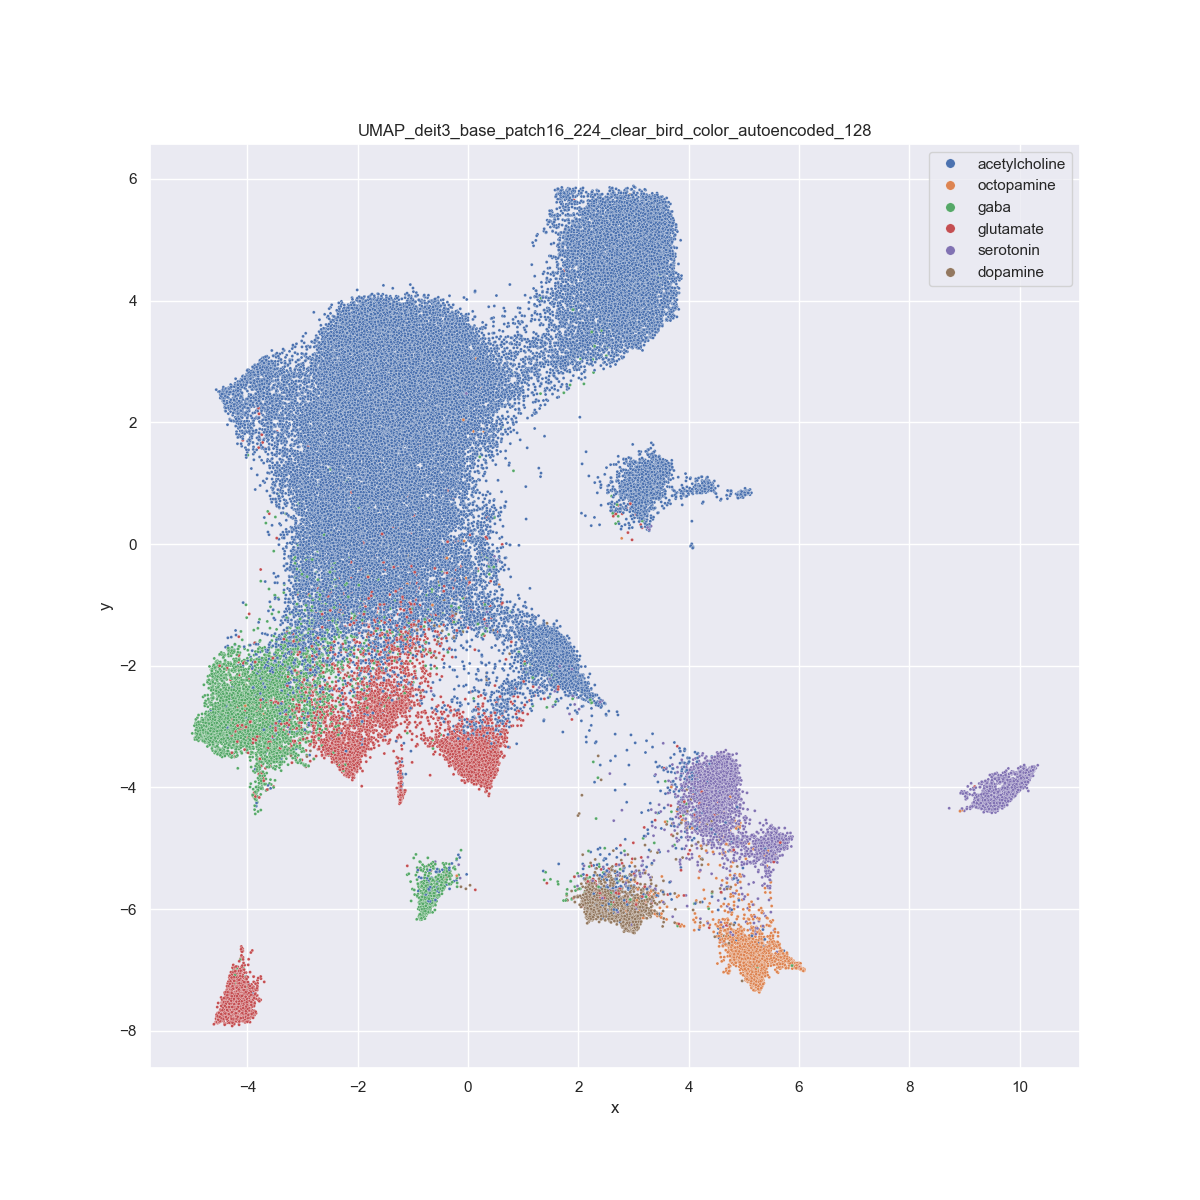 UMAP_deit3_base_patch16_224_clear_bird_color_autoencoded_128
acetylcholine
octopamine
gaba
glutamate
serotonin
dopamine
6
4
2
0
−2
−4
−6
−8
y
−4 −2 0 2 4 6 8 10
x